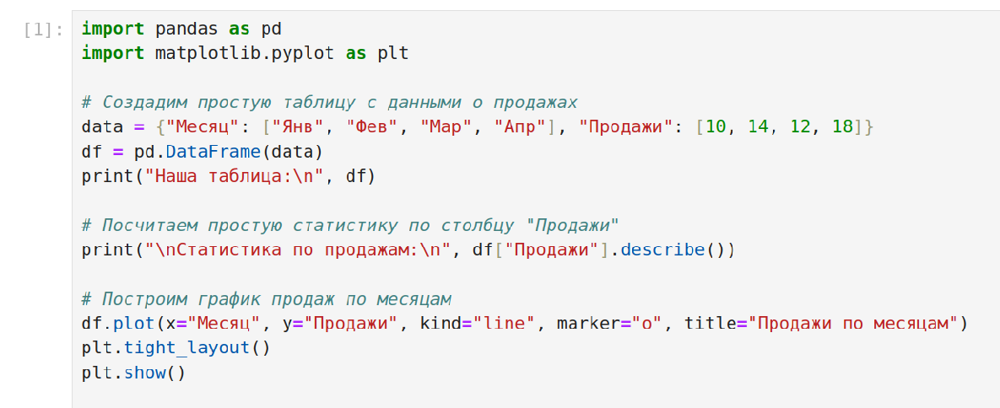 [1]:
import pandas as pd
import matplotlib.pyplot as plt
# Создадим простую таблицу с данными о продажах
data = {"Месяц": ["Янв", "Фев", "Мар", "Апр"], "Продажи": [10, 14, 12, 18]}
df = pd.DataFrame(data)
print("Наша таблица:\n", df)
# Посчитаем простую статистику по столбцу "Продажи"
print("\nСтатистика по продажам:\n", df["Продажи"].describe())
# Построим график продаж по месяцам
df.plot(x="Месяц", y="Продажи", kind="line", marker="o", title="Продажи по месяцам")
plt.tight_layout()
plt.show()